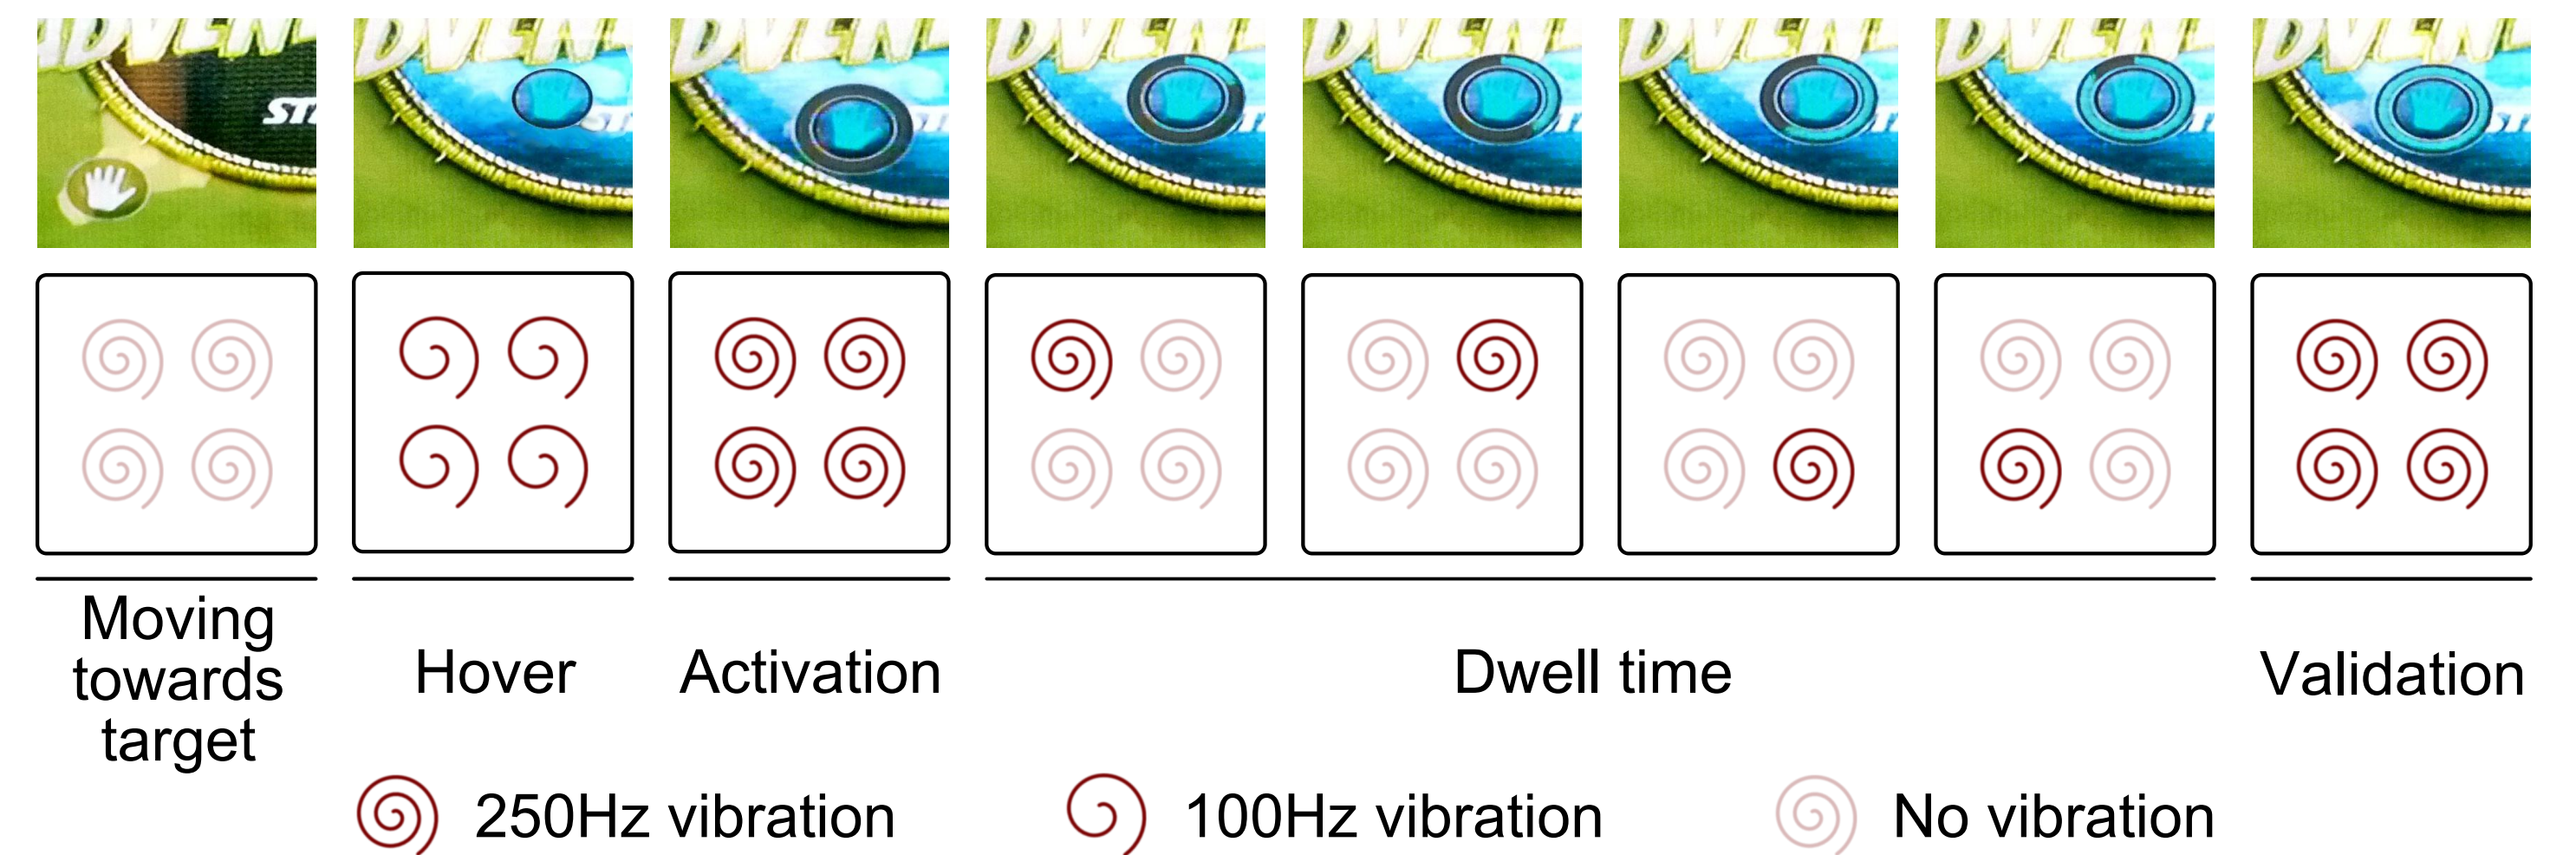 Moving
towards
target
Hover
Activation
Dwell time
Validation
250Hz vibration
100Hz vibration
No vibration